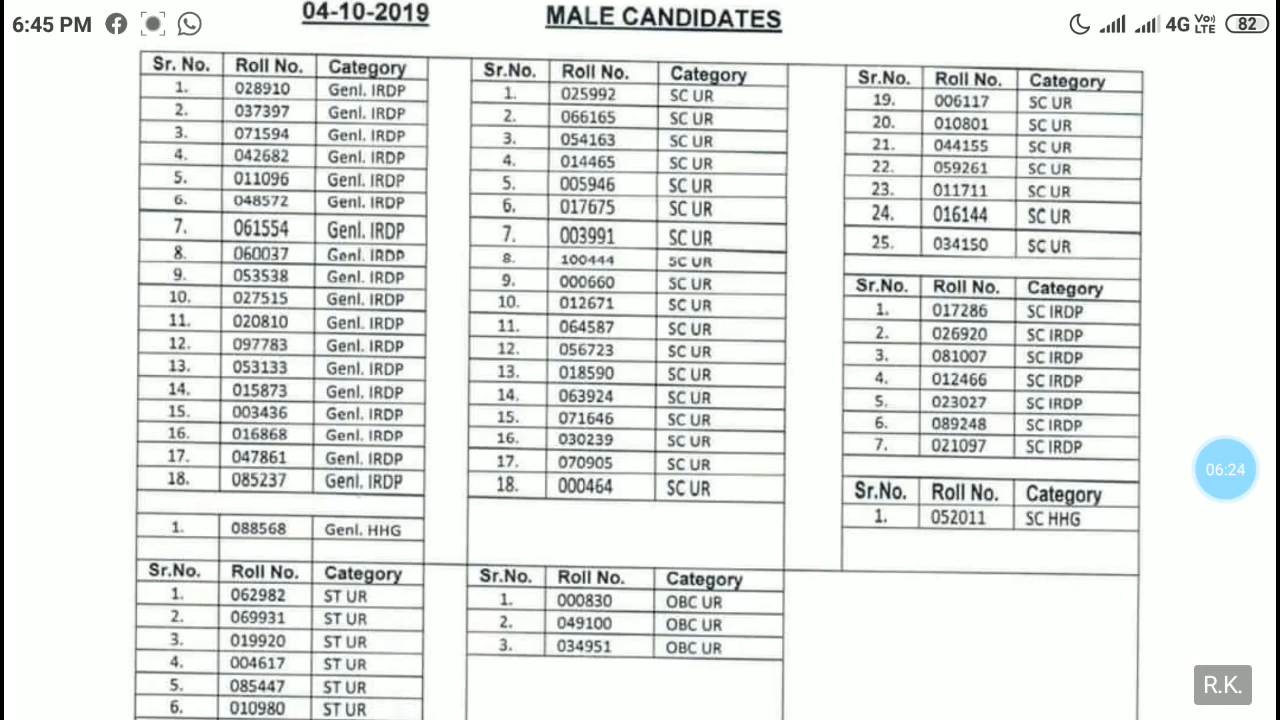 6:45 PM
4G Vo)) LTE 82
04-10-2019 MALE CANDIDATES
Sr. No. Roll No. Category
1. 028910 Genl. IRDP
2. 037397 Genl. IRDP
3. 071594 Genl. IRDP
4. 042682 Genl. IRDP
5. 011096 Genl. IRDP
6. 048572 Genl. IRDP
7. 061554 Genl. IRDP
8. 060037 Genl. IRDP
9. 053538 Genl. IRDP
10. 027515 Genl. IRDP
11. 020810 Genl. IRDP
12. 097783 Genl. IRDP
13. 053133 Genl. IRDP
14. 015873 Genl. IRDP
15. 003436 Genl. IRDP
16. 016868 Genl. IRDP
17. 047861 Genl. IRDP
18. 085237 Genl. IRDP
1. 088568 Genl. HHG
Sr.No. Roll No. Category
1. 062982 ST UR
2. 069931 ST UR
3. 019920 ST UR
4. 004617 ST UR
5. 085447 ST UR
6. 010980 ST UR
Sr.No. Roll No. Category
1. 025992 SC UR
2. 066165 SC UR
3. 054163 SC UR
4. 014465 SC UR
5. 005946 SC UR
6. 017675 SC UR
7. 003991 SC UR
8. 100444 SC UR
9. 000660 SC UR
10. 012671 SC UR
11. 064587 SC UR
12. 056723 SC UR
13. 018590 SC UR
14. 063924 SC UR
15. 071646 SC UR
16. 030239 SC UR
17. 070905 SC UR
18. 000464 SC UR
Sr.No. Roll No. Category
1. 000830 OBC UR
2. 049100 OBC UR
3. 034951 OBC UR
Sr.No. Roll No. Category
19. 006117 SC UR
20. 010801 SC UR
21. 044155 SC UR
22. 059261 SC UR
23. 011711 SC UR
24. 016144 SC UR
25. 034150 SC UR
Sr.No. Roll No. Category
1. 017286 SC IRDP
2. 026920 SC IRDP
3. 081007 SC IRDP
4. 012466 SC IRDP
5. 023027 SC IRDP
6. 089248 SC IRDP
7. 021097 SC IRDP
Sr.No. Roll No. Category
1. 052011 SC HHG
06:24
R.K.